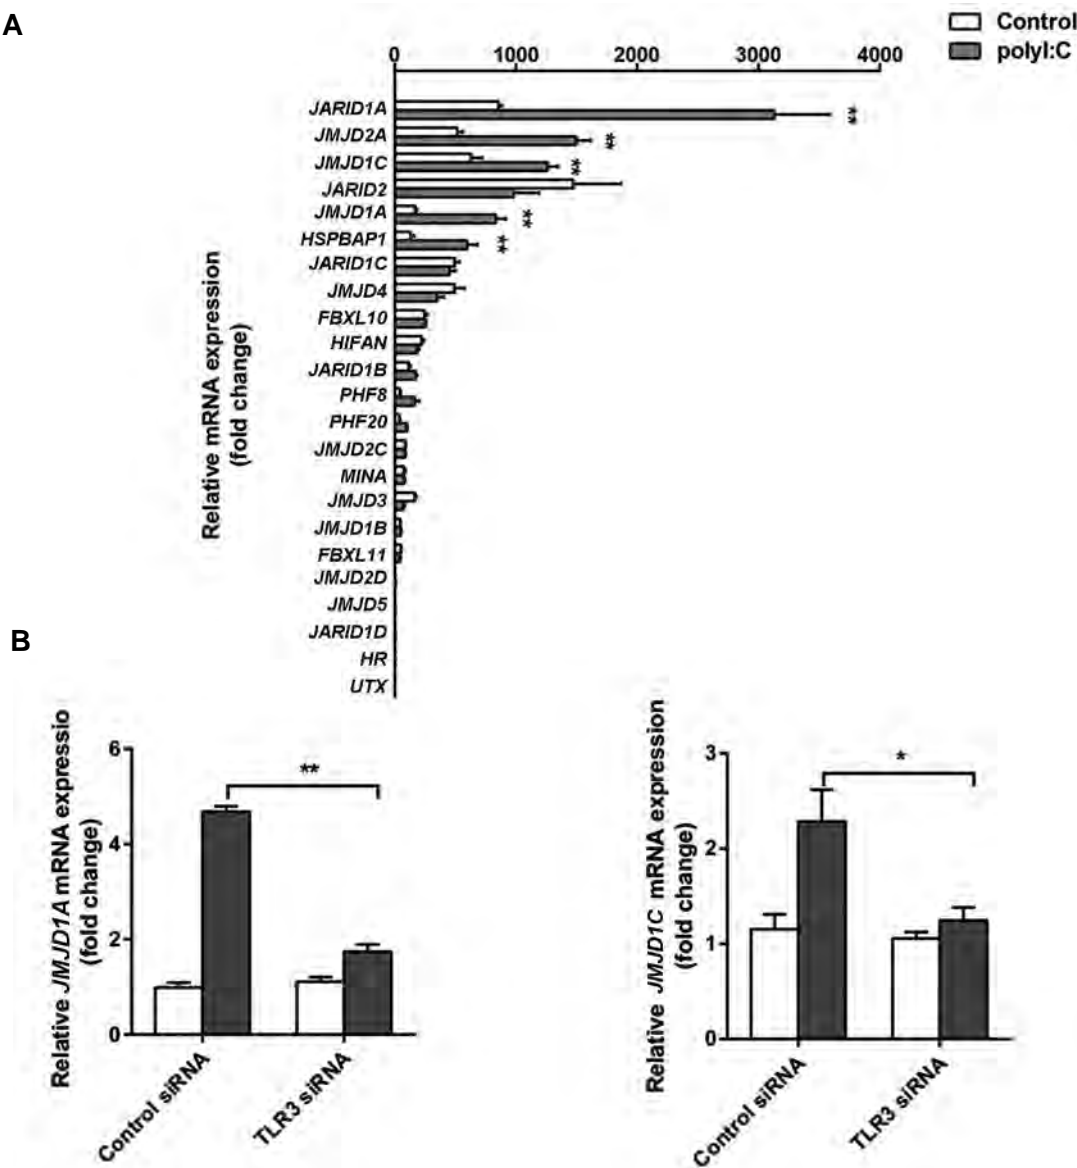 A
Control
polyI:C
0 1000 2000 3000 4000
JARID1A
**
JMJD2A
**
JMJD1C
**
JARID2
JMJD1A
**
HSPBAP1
**
JARID1C
JMJD4
FBXL10
HIFAN
JARID1B
PHF8
PHF20
JMJD2C
MINA
JMJD3
JMJD1B
FBXL11
JMJD2D
JMJD5
JARID1D
HR
UTX
Relative mRNA expression
(fold change)
B
Relative JMJD1A mRNA expressio
(fold change)
6
4
2
0
**
Control siRNA
TLR3 siRNA
Relative JMJD1C mRNA expression
(fold change)
3
2
1
0
*
Control siRNA
TLR3 siRNA